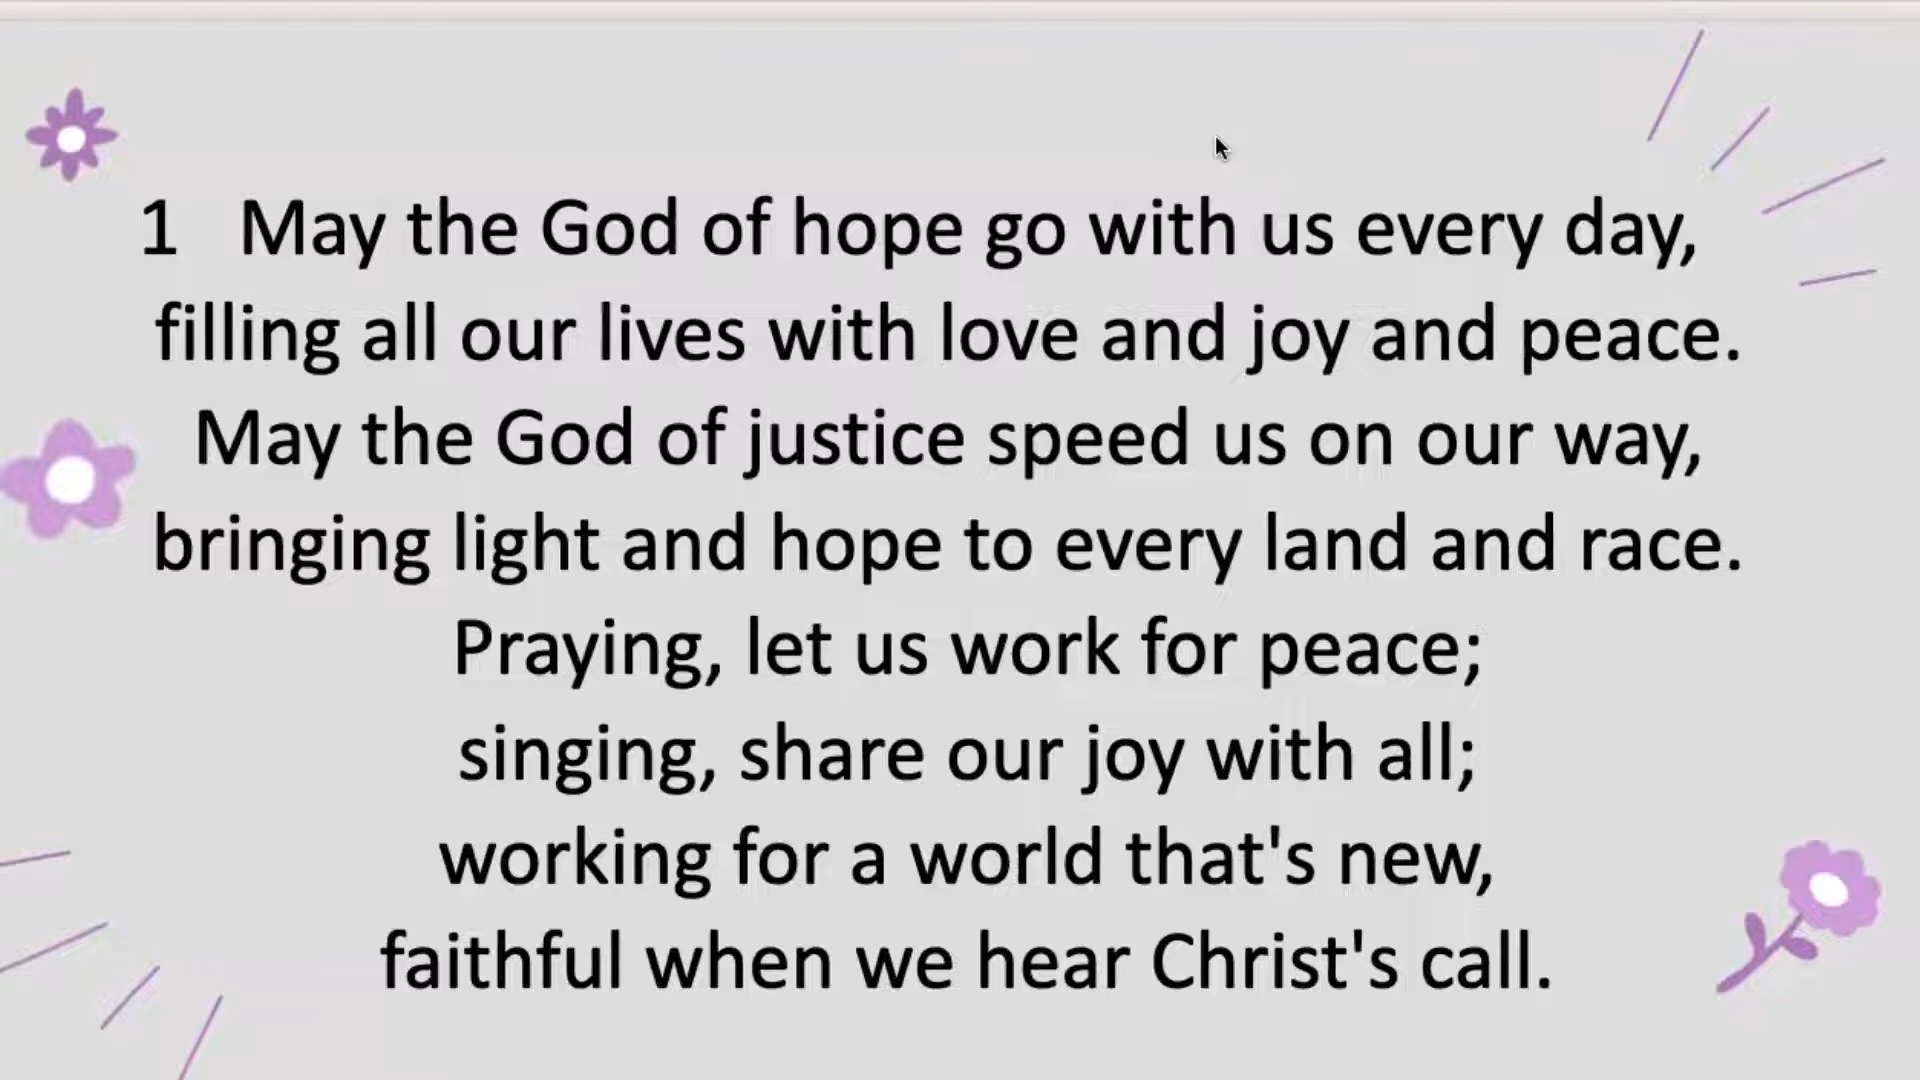 1 May the God of hope go with us every day,
filling all our lives with love and joy and peace.
May the God of justice speed us on our way,
bringing light and hope to every land and race.
Praying, let us work for peace;
singing, share our joy with all;
working for a world that's new,
faithful when we hear Christ's call.